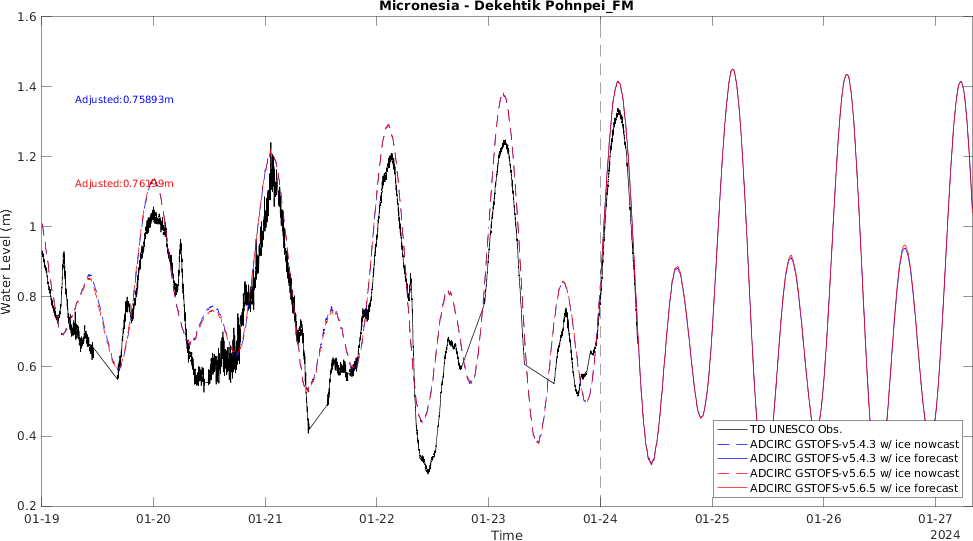 Micronesia - Dekehtik Pohnpei_FM
1.6
1.4
1.2
1
0.8
0.6
0.4
0.2
Water Level (m)
Adjusted:0.75893m
Adjusted:0.76199m
TD UNESCO Obs.
ADCIRC GSTOFS-v5.4.3 w/ ice nowcast
ADCIRC GSTOFS-v5.4.3 w/ ice forecast
ADCIRC GSTOFS-v5.6.5 w/ ice nowcast
ADCIRC GSTOFS-v5.6.5 w/ ice forecast
01-19 01-20 01-21 01-22 01-23 01-24 01-25 01-26 01-27
Time
2024